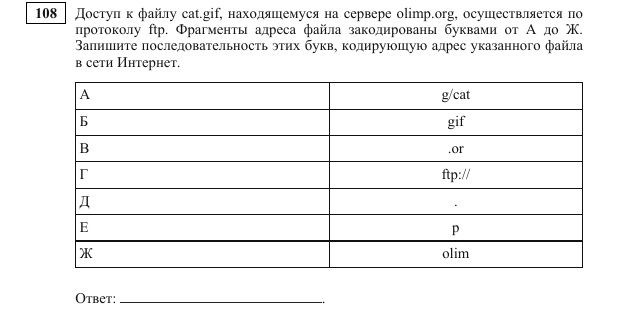 108 Доступ к файлу cat.gif, находящемуся на сервере olimp.org, осуществляется по
протоколу ftp. Фрагменты адреса файла закодированы буквами от А до Ж.
Запишите последовательность этих букв, кодирующую адрес указанного файла
в сети Интернет.
А g/cat
Б gif
В .or
Г ftp://
Д .
Е p
Ж olim
Ответ: ____________________________.